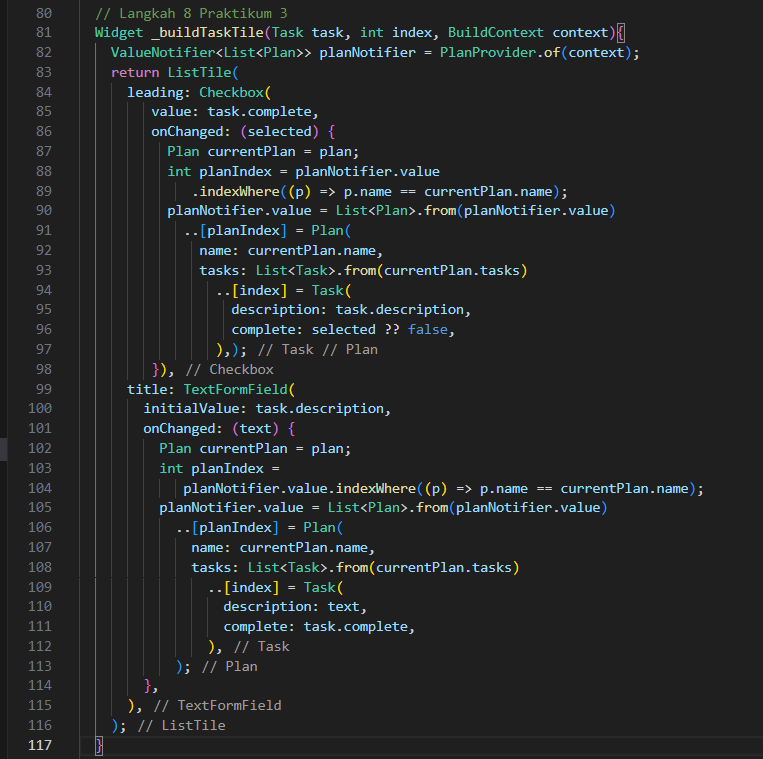 80 // Langkah 8 Praktikum 3
81 Widget _buildTaskTile(Task task, int index, BuildContext context){
82   ValueNotifier<List<Plan>> planNotifier = PlanProvider.of(context);
83   return ListTile(
84     leading: Checkbox(
85        value: task.complete,
86        onChanged: (selected) {
87          Plan currentPlan = plan;
88          int planIndex = planNotifier.value
89             .indexWhere((p) => p.name == currentPlan.name);
90          planNotifier.value = List<Plan>.from(planNotifier.value)
91            ..[planIndex] = Plan(
92              name: currentPlan.name,
93              tasks: List<Task>.from(currentPlan.tasks)
94                ..[index] = Task(
95                  description: task.description,
96                  complete: selected ?? false,
97                ),); // Task // Plan
98        }), // Checkbox
99     title: TextFormField(
100       initialValue: task.description,
101       onChanged: (text) {
102         Plan currentPlan = plan;
103         int planIndex =
104            planNotifier.value.indexWhere((p) => p.name == currentPlan.name);
105         planNotifier.value = List<Plan>.from(planNotifier.value)
106           ..[planIndex] = Plan(
107             name: currentPlan.name,
108             tasks: List<Task>.from(currentPlan.tasks)
109               ..[index] = Task(
110                 description: text,
111                 complete: task.complete,
112               ), // Task
113           ); // Plan
114       },
115     ), // TextFormField
116   ); // ListTile
117 }